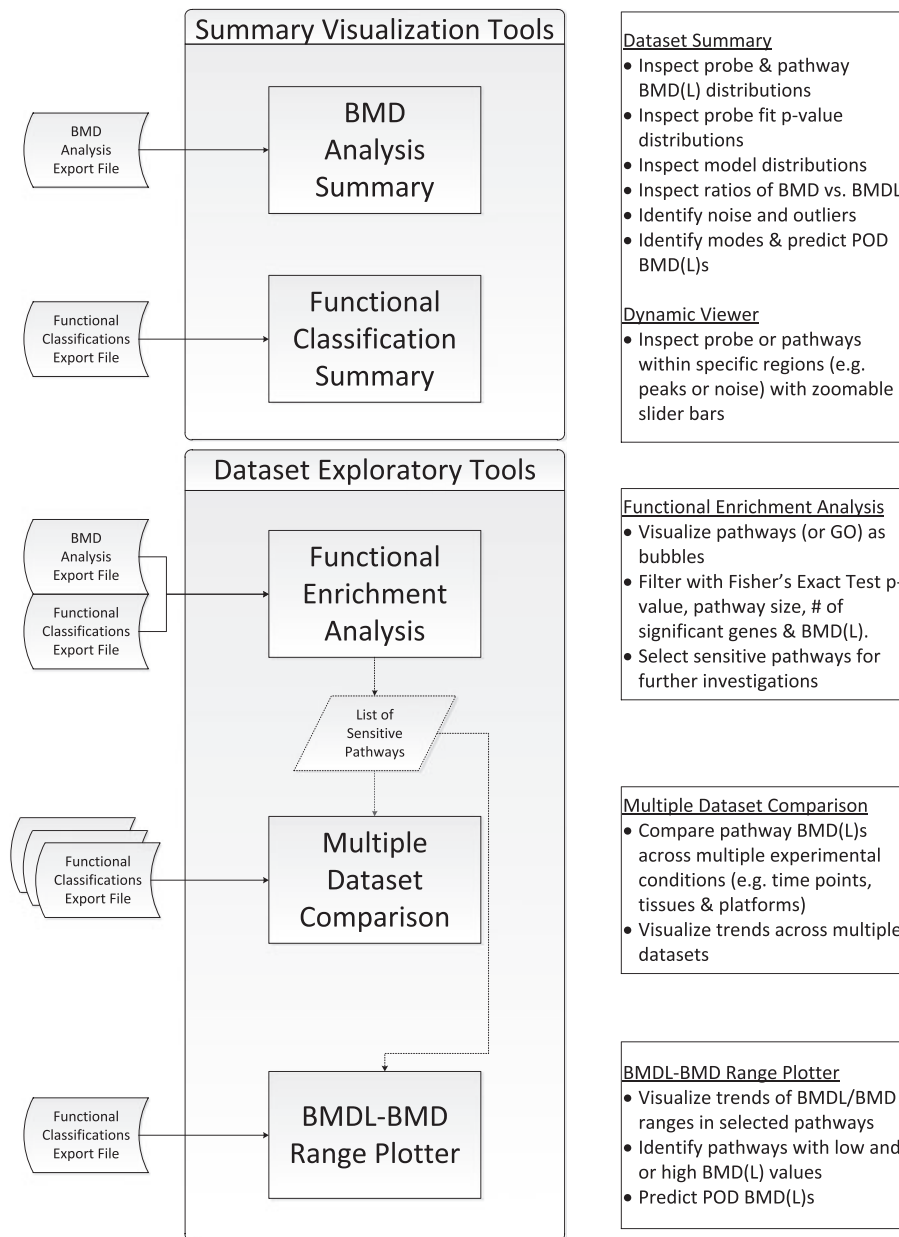 Summary Visualization Tools
BMD
Analysis
Export File
BMD
Analysis
Summary
Functional
Classifications
Export File
Functional
Classification
Summary
Dataset Summary
• Inspect probe & pathway
BMD(L) distributions
• Inspect probe fit p-value
distributions
• Inspect model distributions
• Inspect ratios of BMD vs. BMDL
• Identify noise and outliers
• Identify modes & predict POD
BMD(L)s
Dynamic Viewer
• Inspect probe or pathways
within specific regions (e.g.
peaks or noise) with zoomable
slider bars
Dataset Exploratory Tools
BMD
Analysis
Export File
Functional
Classifications
Export File
Functional
Enrichment
Analysis
List of
Sensitive
Pathways
Functional Enrichment Analysis
• Visualize pathways (or GO) as
bubbles
• Filter with Fisher's Exact Test p-
value, pathway size, # of
significant genes & BMD(L).
• Select sensitive pathways for
further investigations
Functional
Classifications
Export File
Multiple
Dataset
Comparison
Multiple Dataset Comparison
• Compare pathway BMD(L)s
across multiple experimental
conditions (e.g. time points,
tissues & platforms)
• Visualize trends across multiple
datasets
Functional
Classifications
Export File
BMDL-BMD
Range Plotter
BMDL-BMD Range Plotter
• Visualize trends of BMDL/BMD
ranges in selected pathways
• Identify pathways with low and
or high BMD(L) values
• Predict POD BMD(L)s